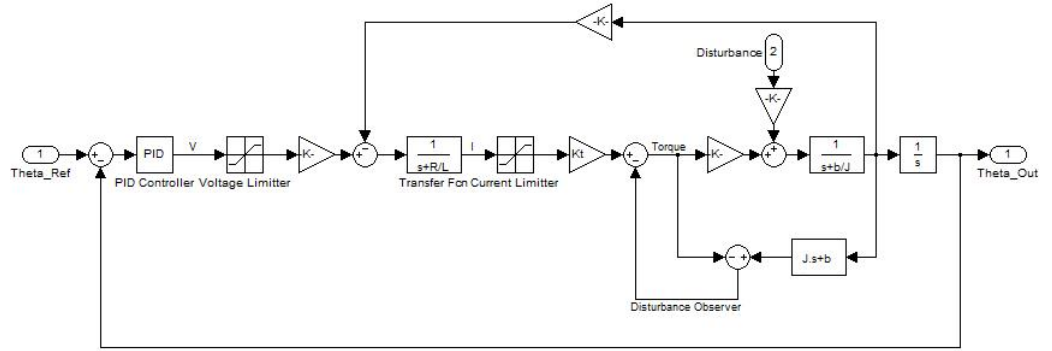 -K-
Disturbance 2
-K-
1
Theta_Ref
+
-
PID
PID Controller
V
Voltage Limitter
K-
-
+
1
s+R/L
Transfer Fcn
I
Current Limitter
Kt
+
-
Torque
K-
+
+
1
s+b/J
1
s
1
Theta_Out
- +
J.s+b
Disturbance Observer